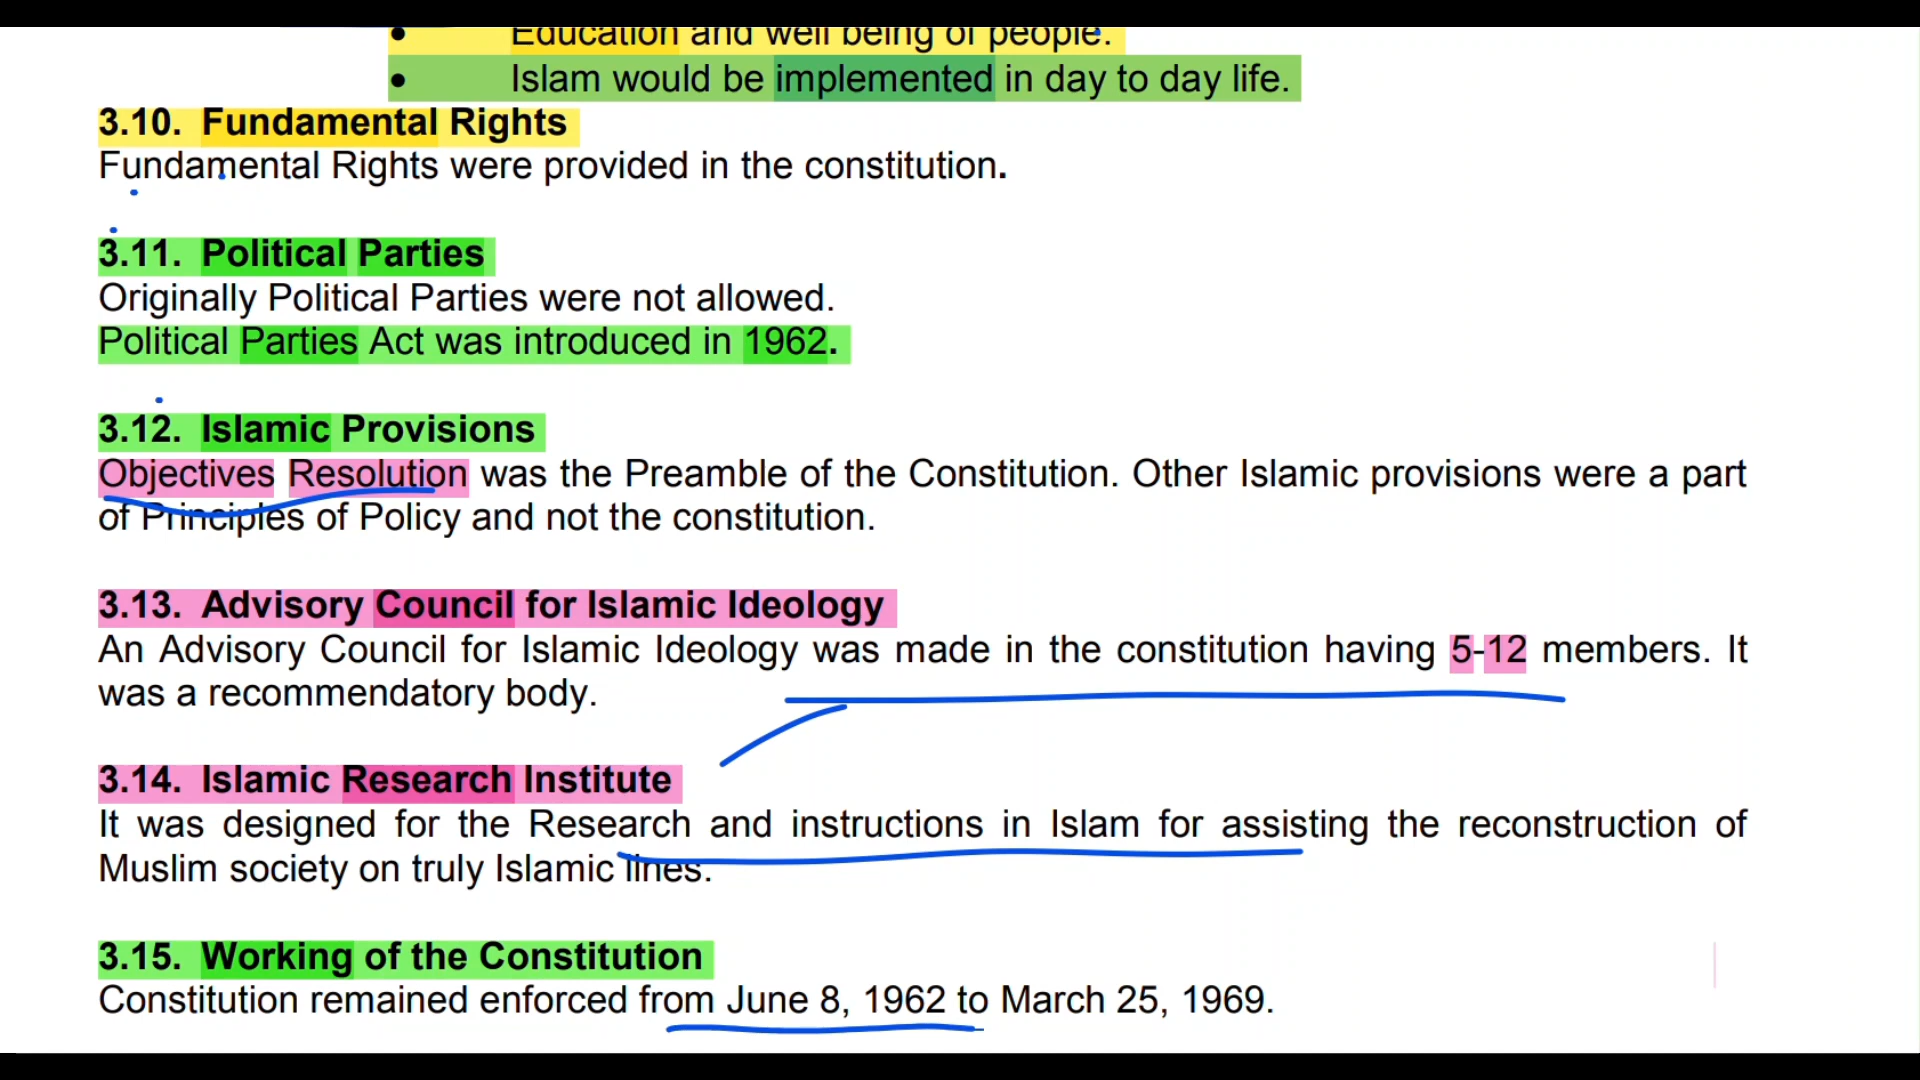 • Education and well being of people.
• Islam would be implemented in day to day life.
3.10. Fundamental Rights
Fundamental Rights were provided in the constitution.
3.11. Political Parties
Originally Political Parties were not allowed.
Political Parties Act was introduced in 1962.
3.12. Islamic Provisions
Objectives Resolution was the Preamble of the Constitution. Other Islamic provisions were a part
of Principles of Policy and not the constitution.
3.13. Advisory Council for Islamic Ideology
An Advisory Council for Islamic Ideology was made in the constitution having 5-12 members. It
was a recommendatory body.
3.14. Islamic Research Institute
It was designed for the Research and instructions in Islam for assisting the reconstruction of
Muslim society on truly Islamic lines.
3.15. Working of the Constitution
Constitution remained enforced from June 8, 1962 to March 25, 1969.